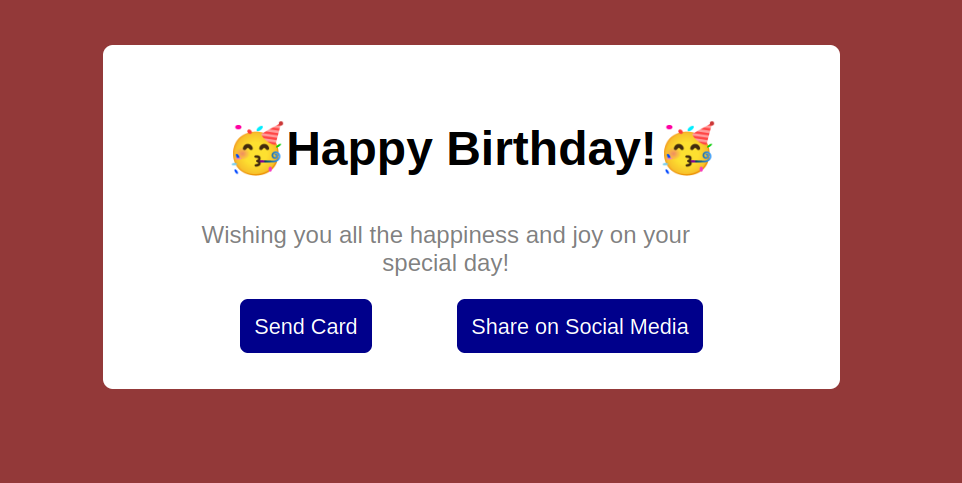 🥳Happy Birthday!🥳
Wishing you all the happiness and joy on your
special day!
Send Card
Share on Social Media